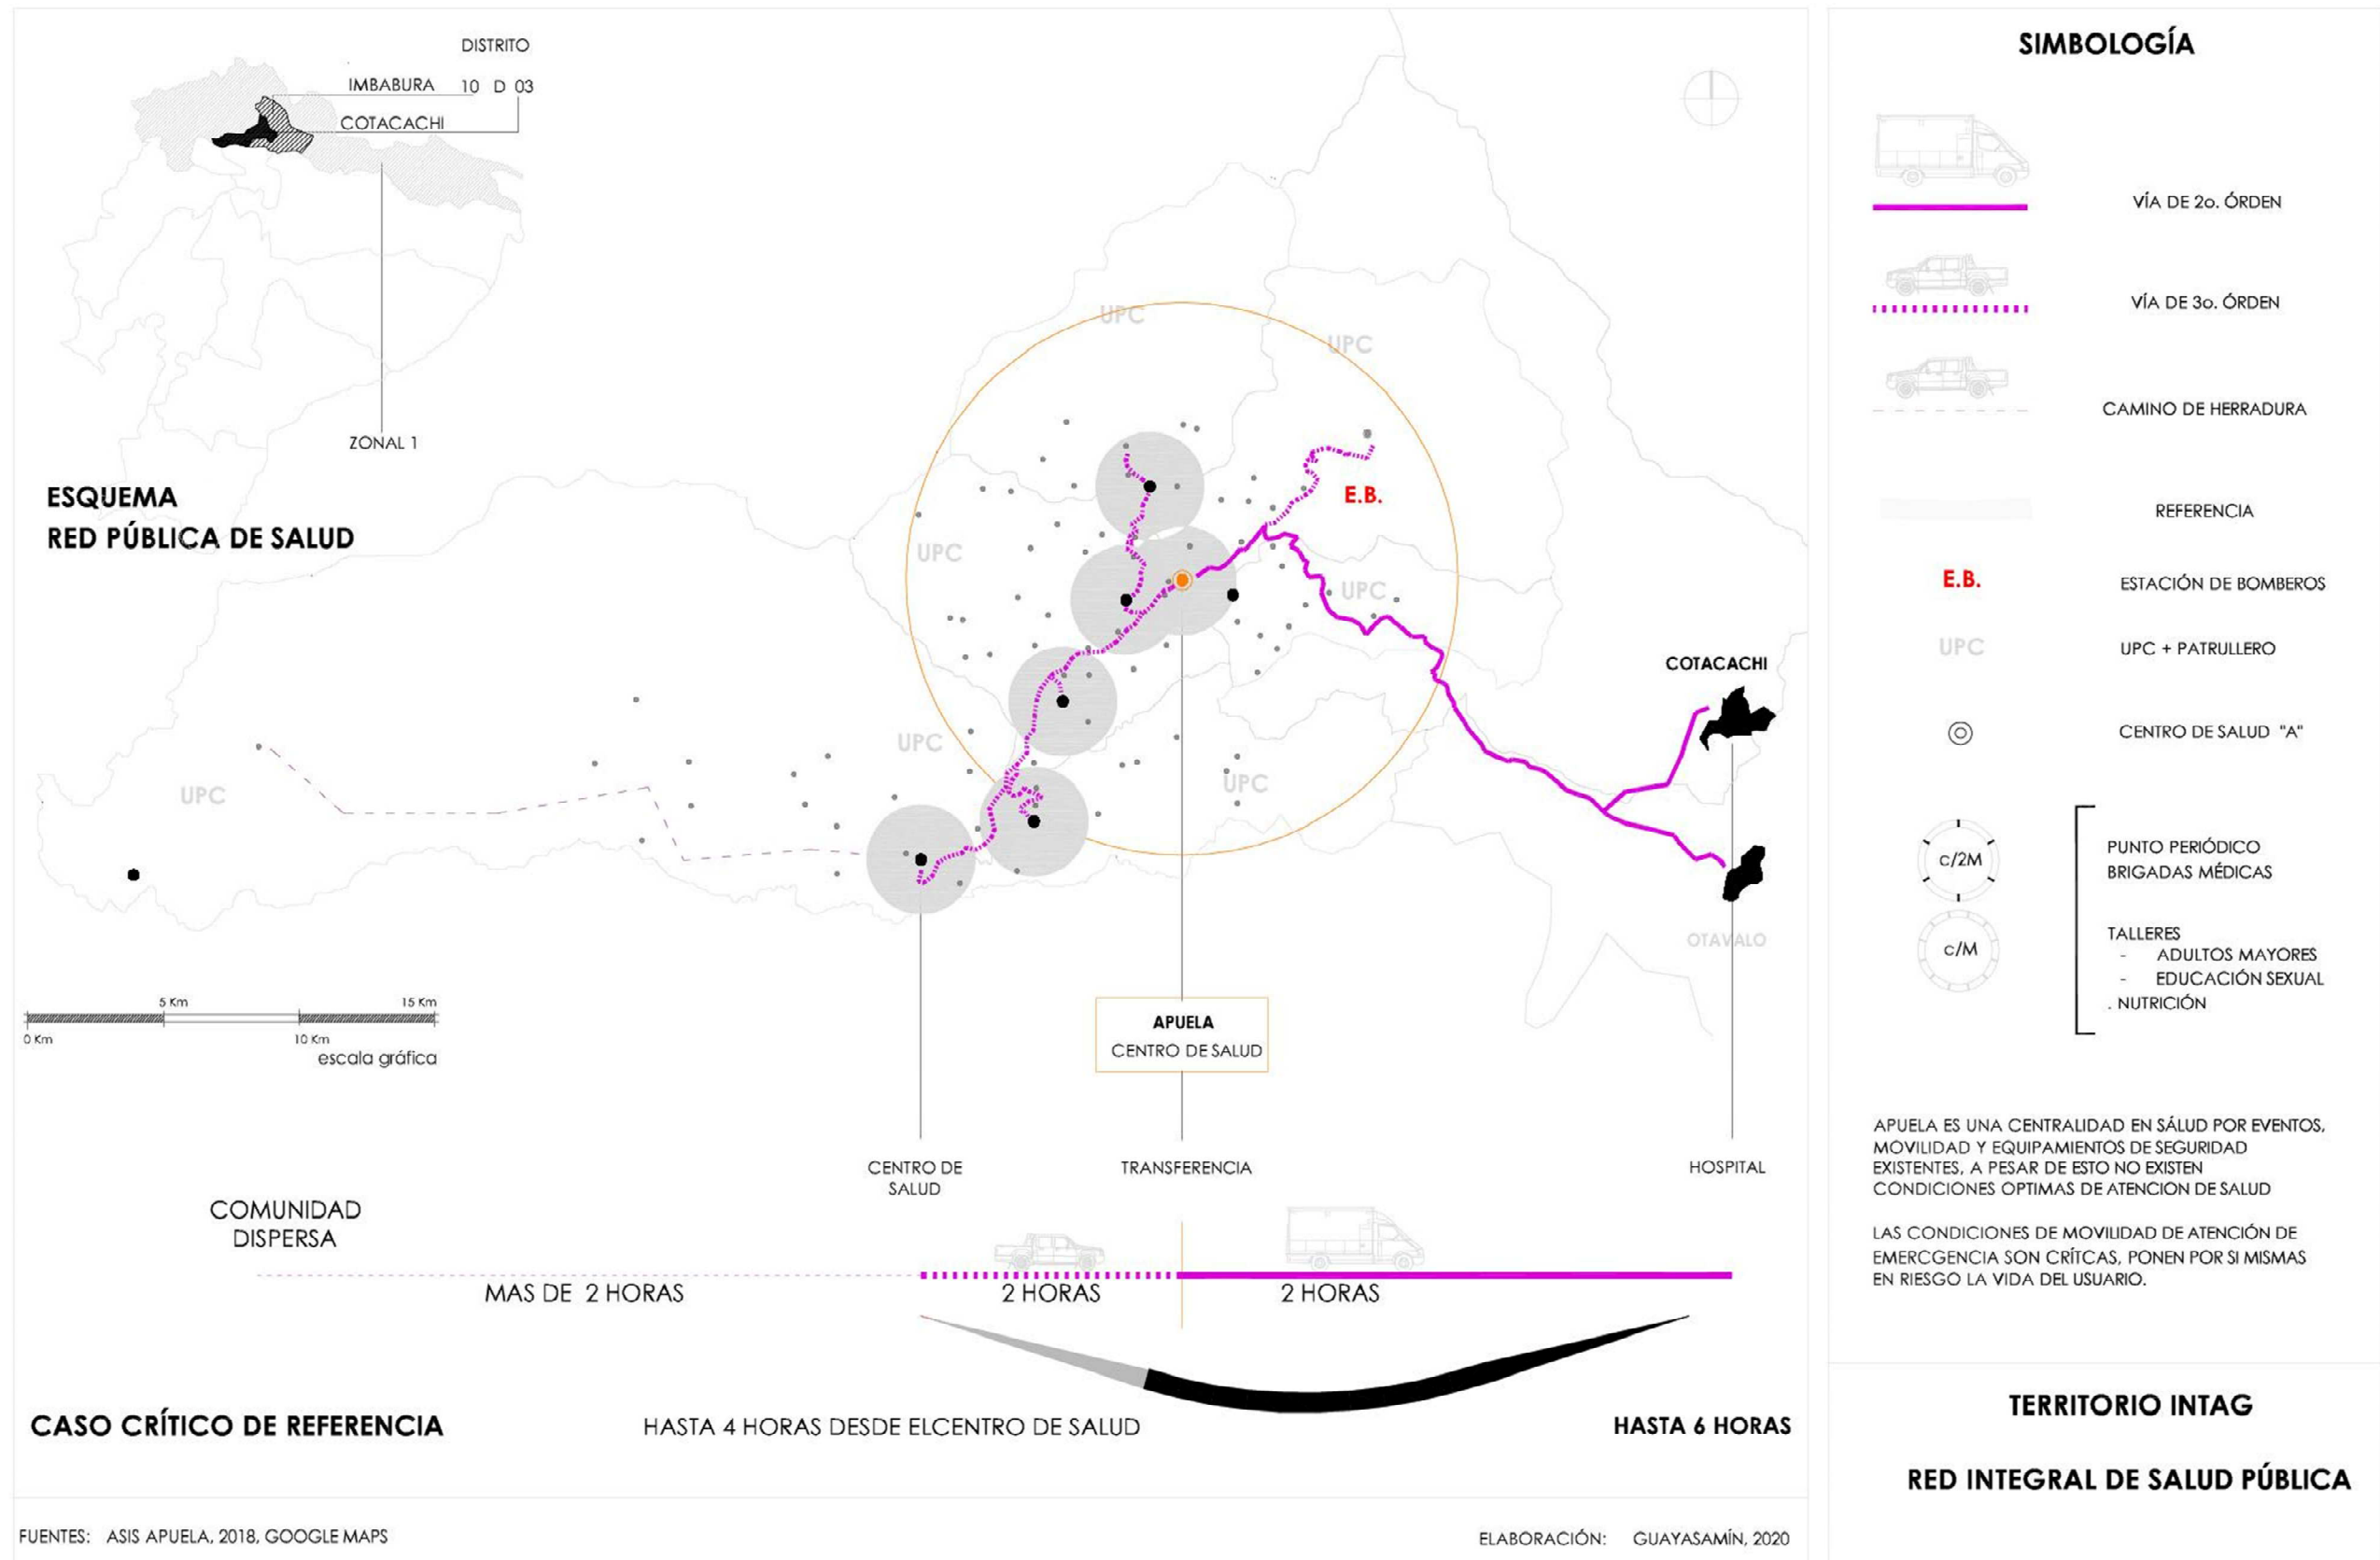 DISTRITO
IMBABURA 10 D 03
COTACACHI
ZONAL 1
ESQUEMA
RED PÚBLICA DE SALUD
UPC
UPC
E.B.
UPC
UPC
COTACACHI
UPC
UPC
UPC
OTAVALO
5 Km 15 Km
0 Km 10 Km
escala gráfica
APUELA
CENTRO DE SALUD
CENTRO DE
SALUD
TRANSFERENCIA
HOSPITAL
COMUNIDAD
DISPERSA
MAS DE 2 HORAS
2 HORAS
2 HORAS
CASO CRÍTICO DE REFERENCIA
HASTA 4 HORAS DESDE ELCENTRO DE SALUD
HASTA 6 HORAS
FUENTES: ASIS APUELA, 2018, GOOGLE MAPS
ELABORACIÓN: GUAYASAMÍN, 2020
SIMBOLOGÍA
VÍA DE 2o. ÓRDEN
VÍA DE 3o. ÓRDEN
CAMINO DE HERRADURA
REFERENCIA
E.B. ESTACIÓN DE BOMBEROS
UPC UPC + PATRULLERO
CENTRO DE SALUD "A"
c/2M
PUNTO PERIÓDICO
BRIGADAS MÉDICAS
c/M
TALLERES
- ADULTOS MAYORES
- EDUCACIÓN SEXUAL
. NUTRICIÓN
APUELA ES UNA CENTRALIDAD EN SÁLUD POR EVENTOS,
MOVILIDAD Y EQUIPAMIENTOS DE SEGURIDAD
EXISTENTES, A PESAR DE ESTO NO EXISTEN
CONDICIONES OPTIMAS DE ATENCION DE SALUD
LAS CONDICIONES DE MOVILIDAD DE ATENCIÓN DE
EMERCGENCIA SON CRÍTCAS, PONEN POR SI MISMAS
EN RIESGO LA VIDA DEL USUARIO.
TERRITORIO INTAG
RED INTEGRAL DE SALUD PÚBLICA